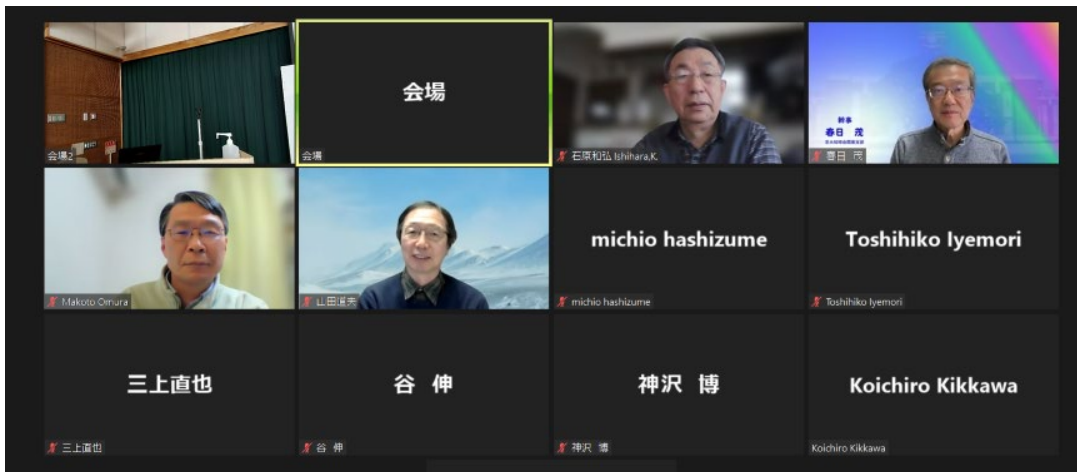 会場2
会場
会場
石原和弘 Ishihara,K.
幹事
春日 茂
春日 茂
Makoto Omura
山田道夫
michio hashizume
michio hashizume
Toshihiko Iyemori
Toshihiko Iyemori
三上直也
三上直也
谷 伸
谷 伸
神沢 博
神沢 博
Koichiro Kikkawa
Koichiro Kikkawa